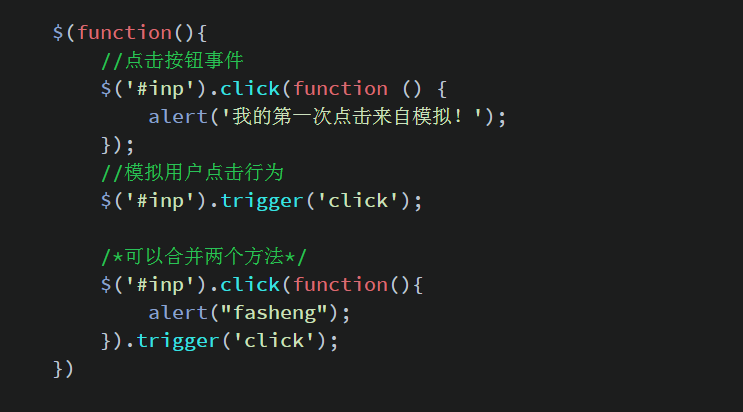 $(function(){
//点击按钮事件
$('#inp').click(function () {
alert('我的第一次点击来自模拟！');
});
//模拟用户点击行为
$('#inp').trigger('click');
/*可以合并两个方法*/
$('#inp').click(function(){
alert("fasheng");
}).trigger('click');
})